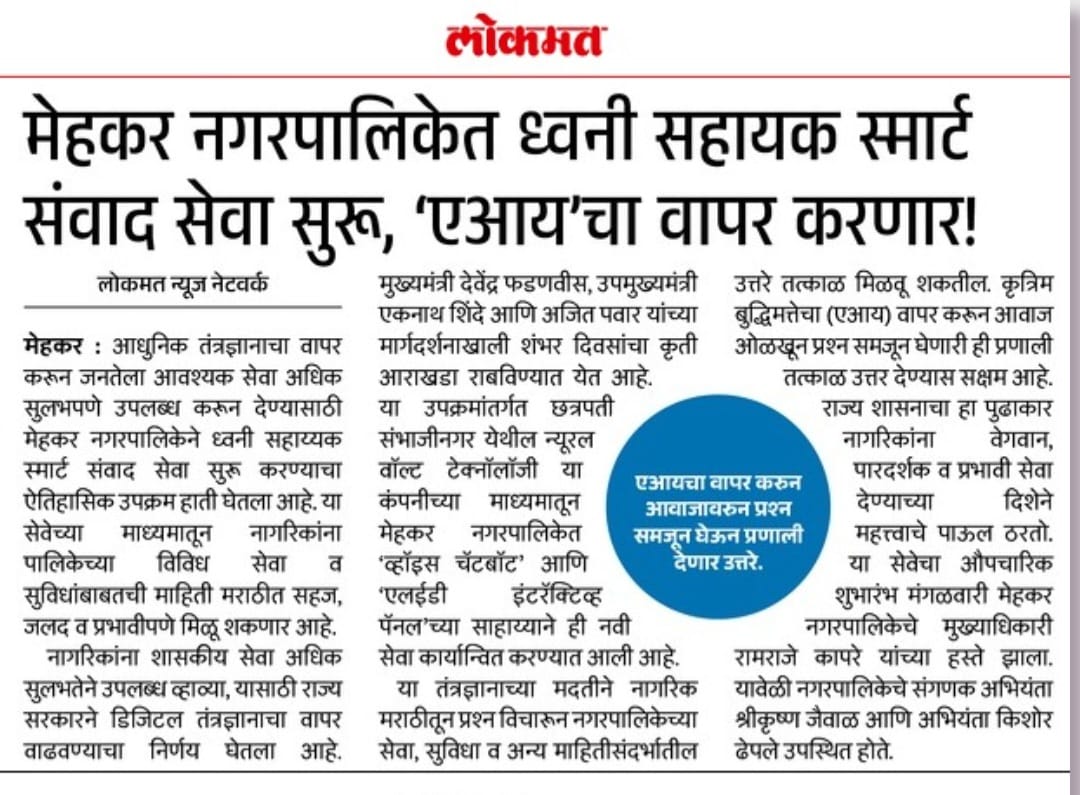 लोकमत
मेहकर नगरपालिकेत ध्वनी सहायक स्मार्ट
संवाद सेवा सुरू, ‘एआय’चा वापर करणार!
लोकमत न्यूज नेटवर्क
मेहकर : आधुनिक तंत्रज्ञानाचा वापर
करून जनतेला आवश्यक सेवा अधिक
सुलभपणे उपलब्ध करून देण्यासाठी
मेहकर नगरपालिकेने ध्वनी सहाय्यक
स्मार्ट संवाद सेवा सुरू करण्याचा
ऐतिहासिक उपक्रम हाती घेतला आहे. या
सेवेच्या माध्यमातून नागरिकांना
पालिकेच्या विविध सेवा व
सुविधांबाबतची माहिती मराठीत सहज,
जलद व प्रभावीपणे मिळू शकणार आहे.
नागरिकांना शासकीय सेवा अधिक
सुलभतेने उपलब्ध व्हाव्या, यासाठी राज्य
सरकारने डिजिटल तंत्रज्ञानाचा वापर
वाढवण्याचा निर्णय घेतला आहे.
मुख्यमंत्री देवेंद्र फडणवीस, उपमुख्यमंत्री
एकनाथ शिंदे आणि अजित पवार यांच्या
मार्गदर्शनाखाली शंभर दिवसांचा कृती
आराखडा राबविण्यात येत आहे.
या उपक्रमांतर्गत छत्रपती
संभाजीनगर येथील न्यूरल
वॉल्ट टेक्नॉलॉजी या
कंपनीच्या माध्यमातून
मेहकर नगरपालिकेत
‘व्हॉइस चॅटबॉट’ आणि
‘एलईडी इंटरॅक्टिव्ह
पॅनल’च्या साहाय्याने ही नवी
सेवा कार्यान्वित करण्यात आली आहे.
या तंत्रज्ञानाच्या मदतीने नागरिक
मराठीतून प्रश्न विचारून नगरपालिकेच्या
सेवा, सुविधा व अन्य माहितीसंदर्भातील
एआयचा वापर करुन
आवाजावरुन प्रश्न
समजून घेऊन प्रणाली
देणार उत्तरे.
उत्तरे तत्काळ मिळवू शकतील. कृत्रिम
बुद्धिमत्तेचा (एआय) वापर करून आवाज
ओळखून प्रश्न समजून घेणारी ही प्रणाली
तत्काळ उत्तर देण्यास सक्षम आहे.
राज्य शासनाचा हा पुढाकार
नागरिकांना वेगवान,
पारदर्शक व प्रभावी सेवा
देण्याच्या दिशेने
महत्त्वाचे पाऊल ठरतो.
या सेवेचा औपचारिक
शुभारंभ मंगळवारी मेहकर
नगरपालिकेचे मुख्याधिकारी
रामराजे कापरे यांच्या हस्ते झाला.
यावेळी नगरपालिकेचे संगणक अभियंता
श्रीकृष्ण जैवाळ आणि अभियंता किशोर
ढेपले उपस्थित होते.